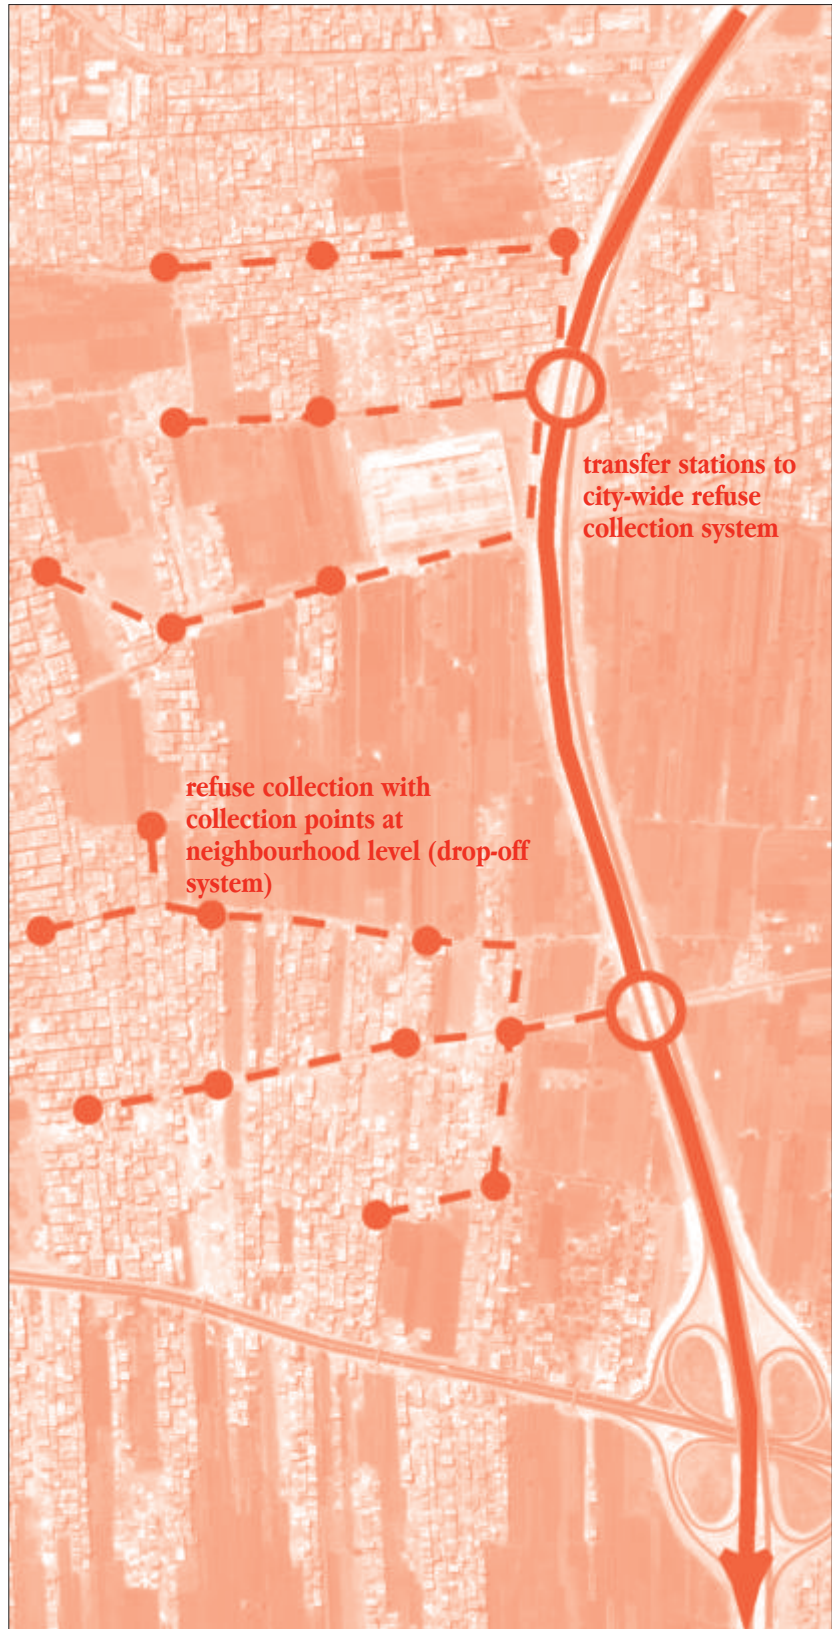 transfer stations to
city-wide refuse
collection system
refuse collection with
collection points at
neighbourhood level (drop-off
system)